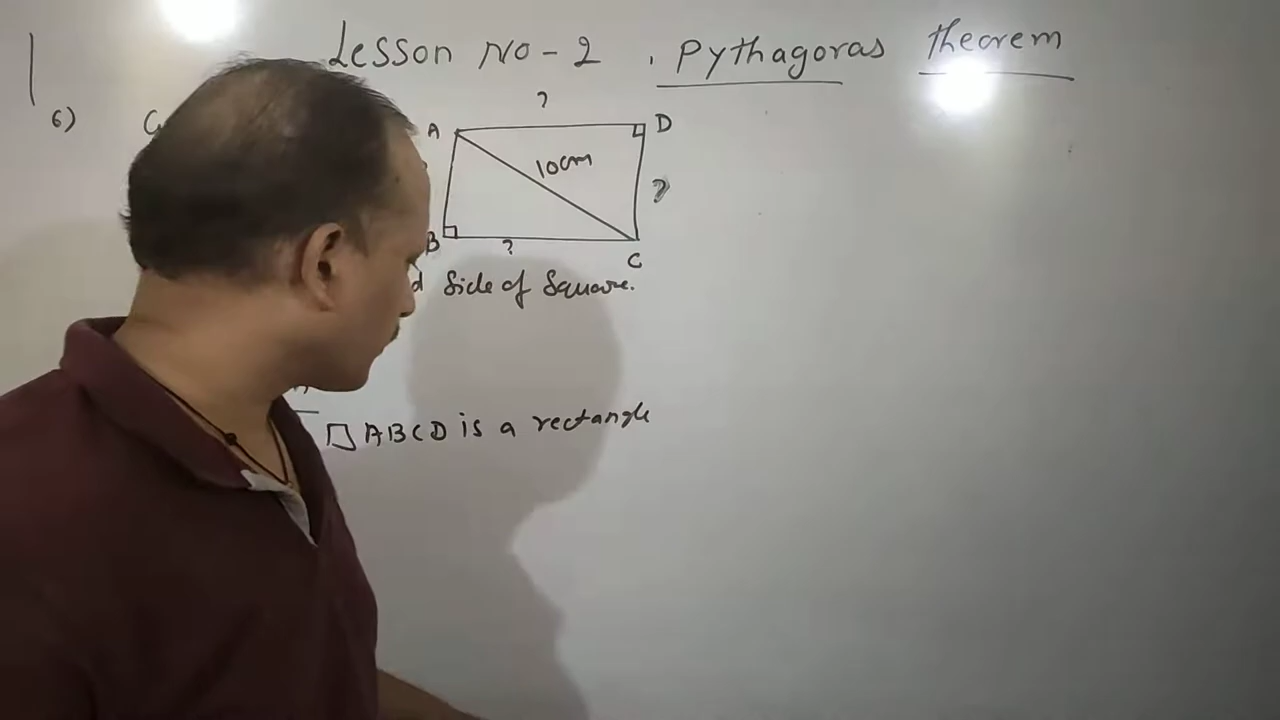 Lesson No - 2 . Pythagoras theorem
6)
?
A D
10cm
?
B ? C
Side of Square.
□ ABCD is a rectangle